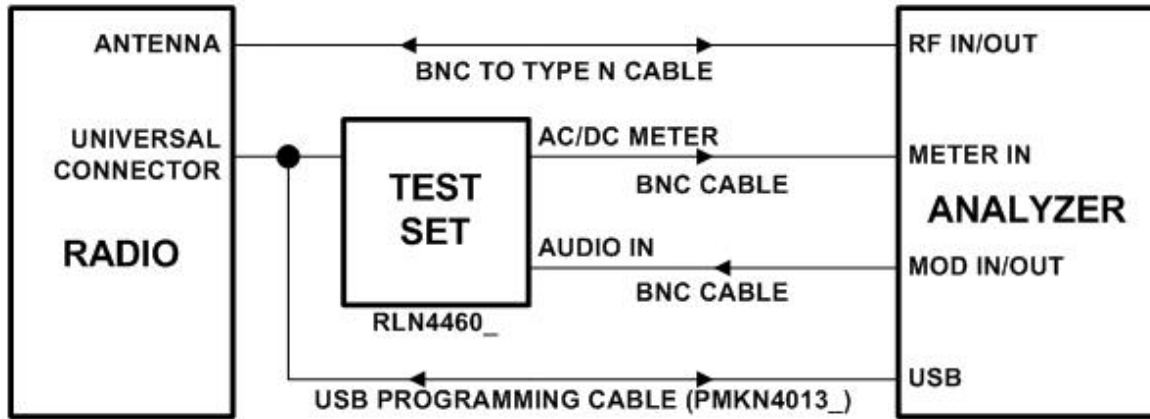 ANTENNA
RF IN/OUT
BNC TO TYPE N CABLE
UNIVERSAL
CONNECTOR
AC/DC METER
METER IN
BNC CABLE
TEST
SET
ANALYZER
RADIO
AUDIO IN
MOD IN/OUT
BNC CABLE
RLN4460_
USB
USB PROGRAMMING CABLE (PMKN4013_)